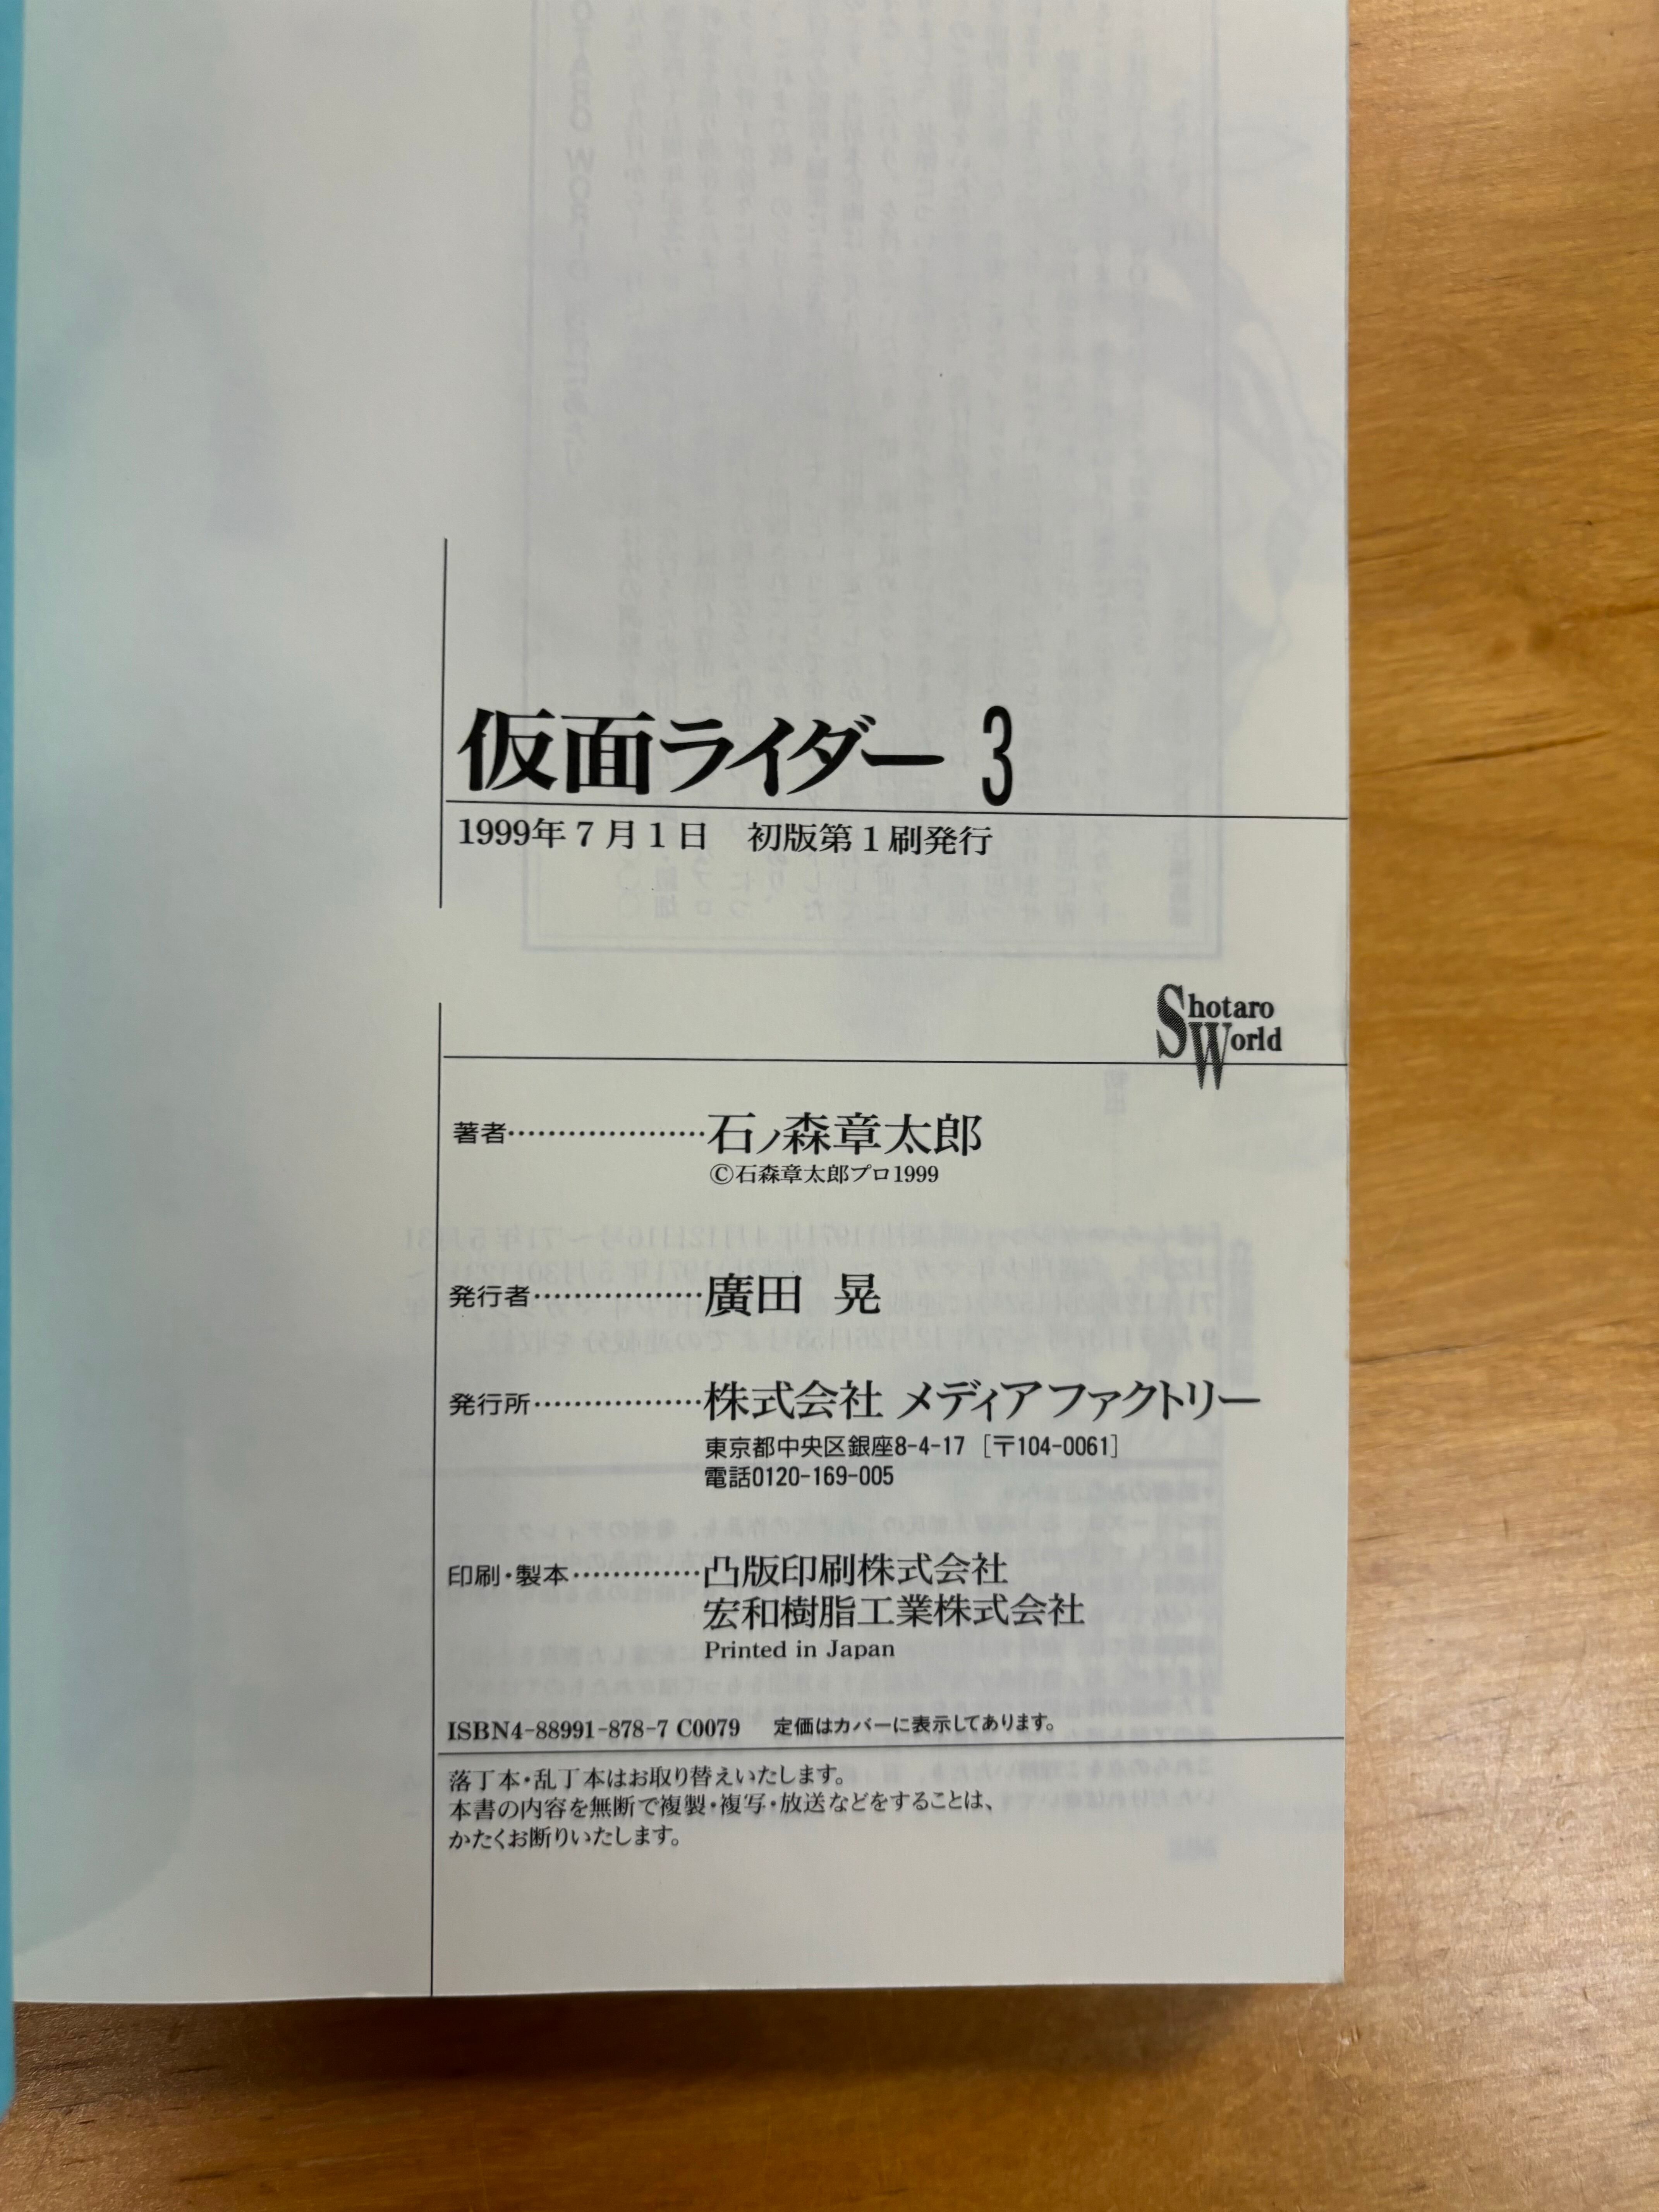 仮面ライダー 3
1999年7月1日　初版第1刷発行
Shotaro
World
著者…………………石ノ森章太郎
©石森章太郎プロ1999
発行者………………廣田　晃
発行所………………株式会社 メディアファクトリー
東京都中央区銀座8-4-17［〒104-0061］
電話0120-169-005
印刷・製本…………凸版印刷株式会社
宏和樹脂工業株式会社
Printed in Japan
ISBN4-88991-878-7 C0079　定価はカバーに表示してあります。
落丁本・乱丁本はお取り替えいたします。
本書の内容を無断で複製・複写・放送などをすることは、
かたくお断りいたします。